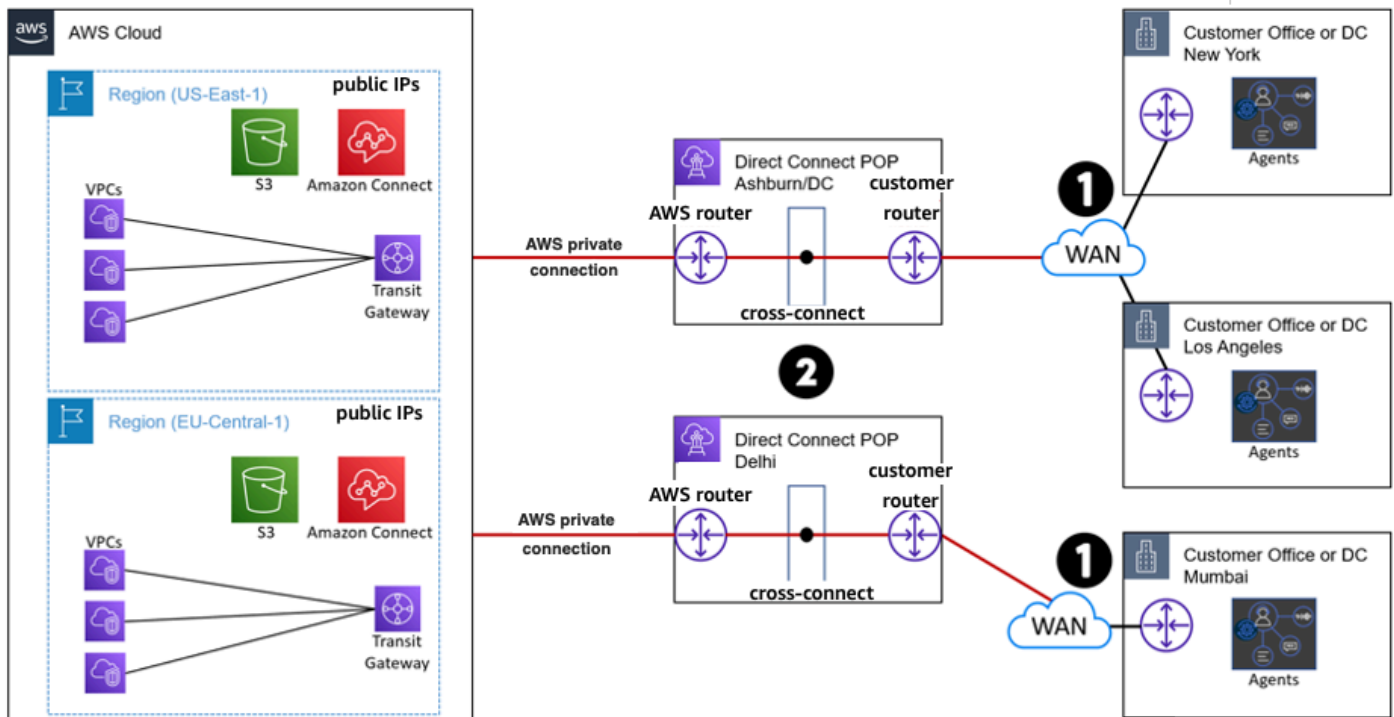 aws
AWS Cloud
Region (US-East-1)
public IPs
S3
Amazon Connect
VPCs
Transit
Gateway
Region (EU-Central-1)
public IPs
S3
Amazon Connect
VPCs
Transit
Gateway
AWS private
connection
Direct Connect POP
Ashburn/DC
customer
router
AWS router
cross-connect
2
AWS private
connection
Direct Connect POP
Delhi
customer
router
AWS router
cross-connect
1
WAN
Customer Office or DC
New York
Agents
Customer Office or DC
Los Angeles
Agents
1
WAN
Customer Office or DC
Mumbai
Agents